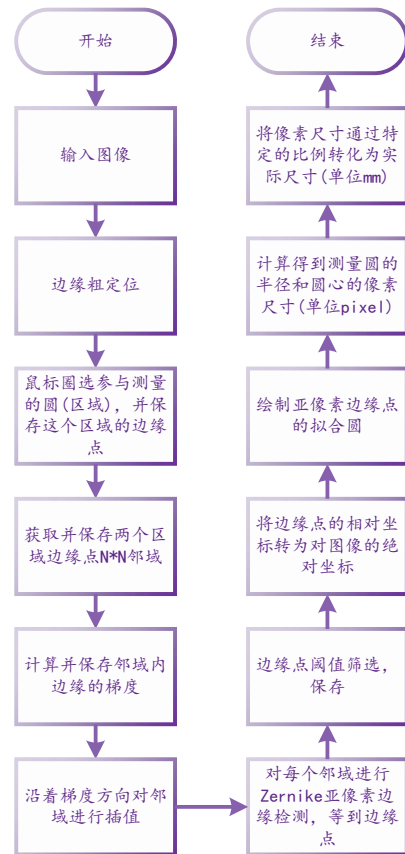 开始
输入图像
边缘粗定位
鼠标圈选参与测量
的圆(区域)，并保
存这个区域的边缘
点
获取并保存两个区
域边缘点N*N邻域
计算并保存邻域内
边缘的梯度
沿着梯度方向对邻
域进行插值
对每个邻域进行
Zernike亚像素边
缘检测，等到边缘
点
边缘点阈值筛选，
保存
将边缘点的相对坐
标转为对图像的绝
对坐标
绘制亚像素边缘点
的拟合圆
计算得到测量圆的
半径和圆心的像素
尺寸(单位pixel)
将像素尺寸通过特
定的比例转化为实
际尺寸(单位mm)
结束